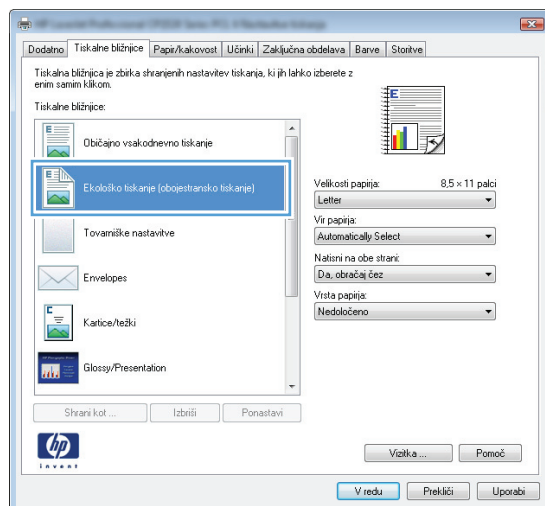 Dodatno Tiskalne bližnjice Papir/kakovost Učinki Zaključna obdelava Barve Storitve
Tiskalna bližnjica je zbirka shranjenih nastavitev tiskanja, ki jih lahko izberete z
enim samim klikom.
Tiskalne bližnjice:
Običajno vsakodnevno tiskanje
Ekološko tiskanje (obojestransko tiskanje)
Tovarniške nastavitve
Envelopes
Kartice/težki
Glossy/Presentation
Shrani kot ... Izbriši Ponastavi
Velikosti papirja: 8,5 × 11 palci
Letter
Vir papirja:
Automatically Select
Natisni na obe strani:
Da, obračaj čez
Vrsta papirja:
Nedoločeno
hp
invent
Vizitka ... Pomoč
V redu Prekliči Uporabi